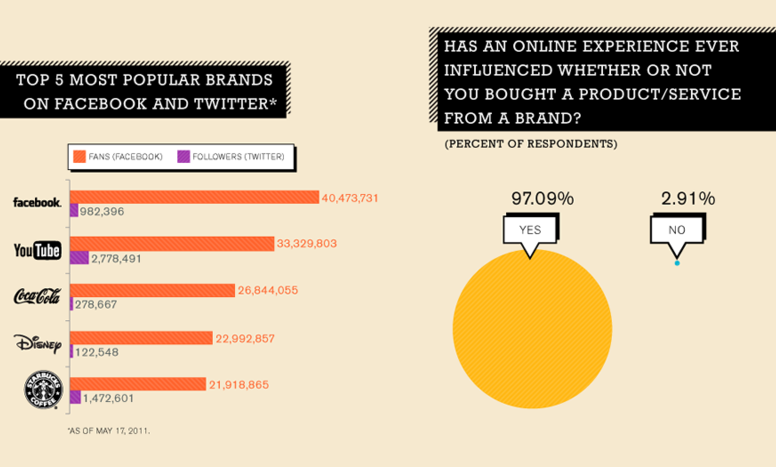 TOP 5 MOST POPULAR BRANDS
ON FACEBOOK AND TWITTER*
FANS (FACEBOOK) FOLLOWERS (TWITTER)
facebook. 40,473,731
982,396
YouTube 33,329,803
2,778,491
Coca-Cola 26,844,055
278,667
Disney 22,992,857
122,548
STARBUCKS COFFEE 21,918,865
1,472,601
*AS OF MAY 17, 2011.
HAS AN ONLINE EXPERIENCE EVER
INFLUENCED WHETHER OR NOT
YOU BOUGHT A PRODUCT/SERVICE
FROM A BRAND?
(PERCENT OF RESPONDENTS)
97.09% 2.91%
YES NO